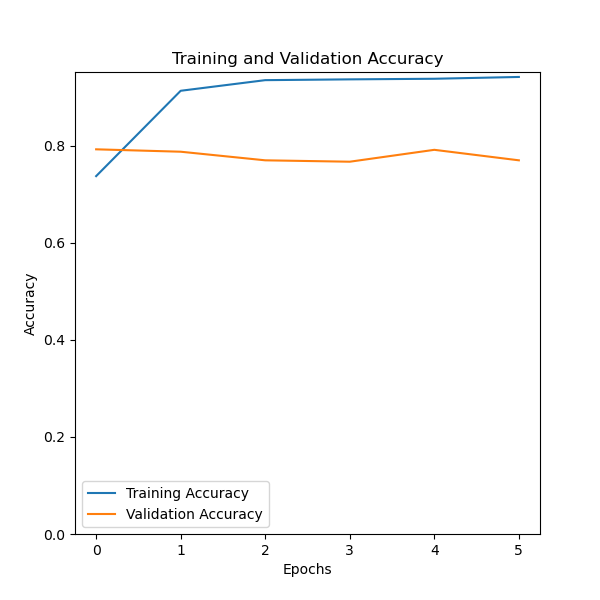 Training and Validation Accuracy
Accuracy
0.8
0.6
0.4
0.2
0.0
Training Accuracy
Validation Accuracy
0 1 2 3 4 5
Epochs